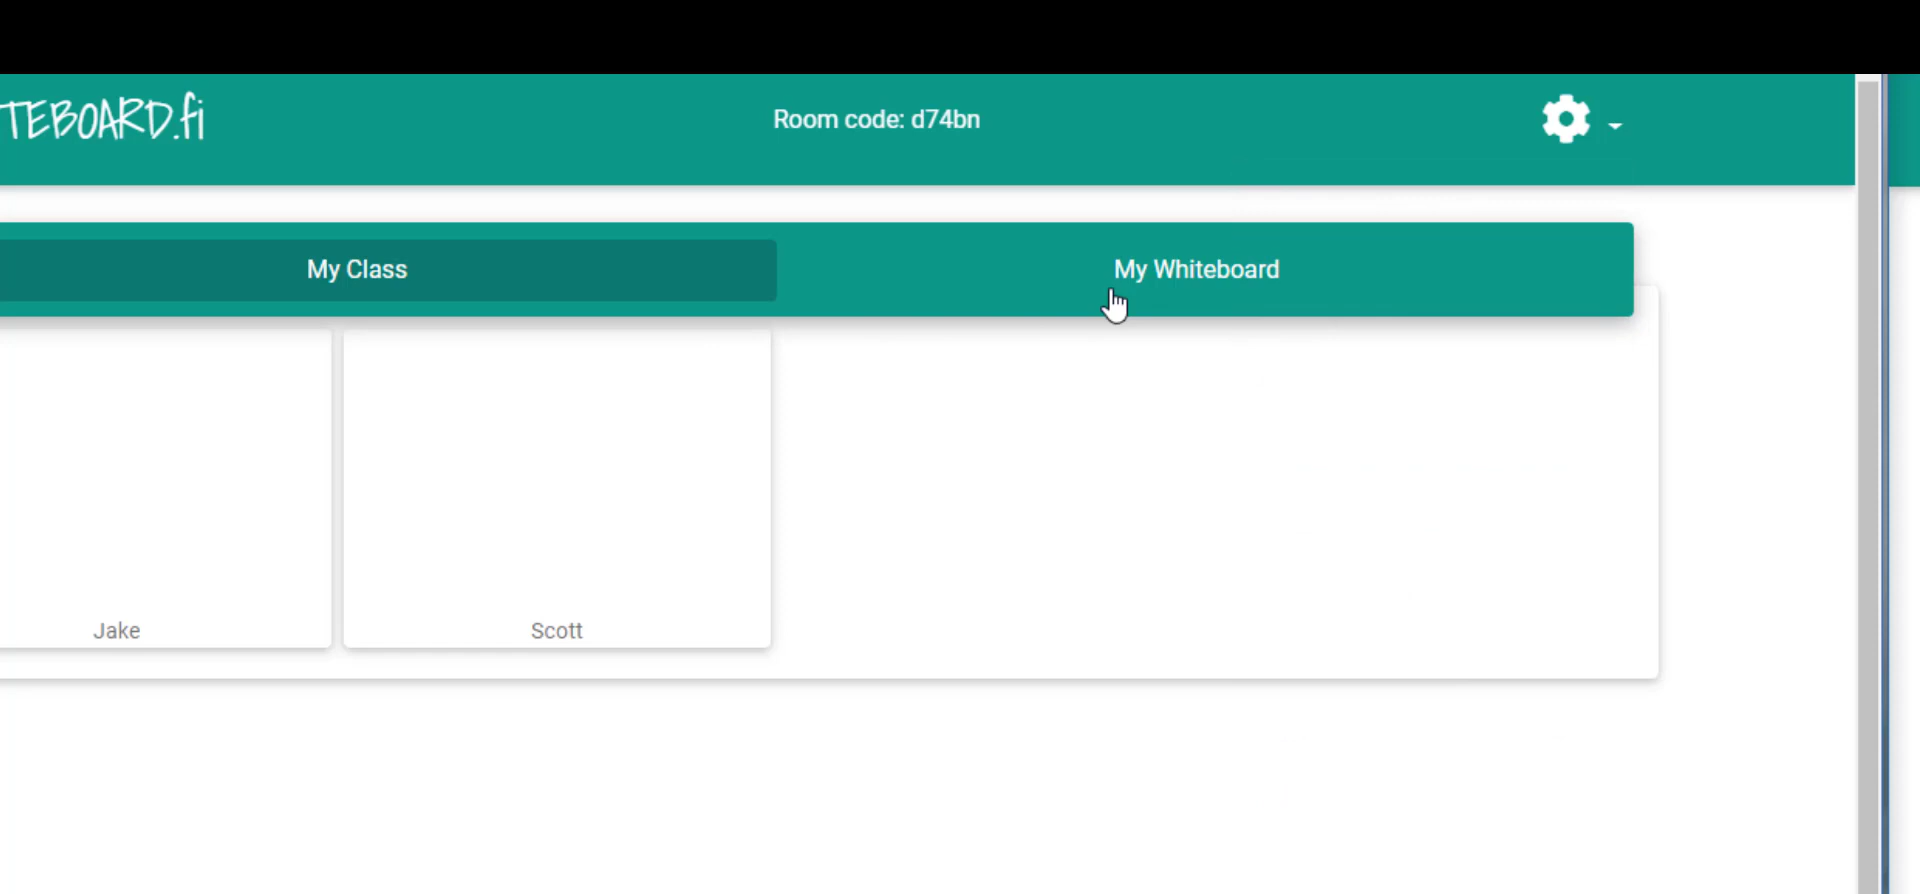 TEBOARD.fi
Room code: d74bn
My Class
My Whiteboard
Jake
Scott